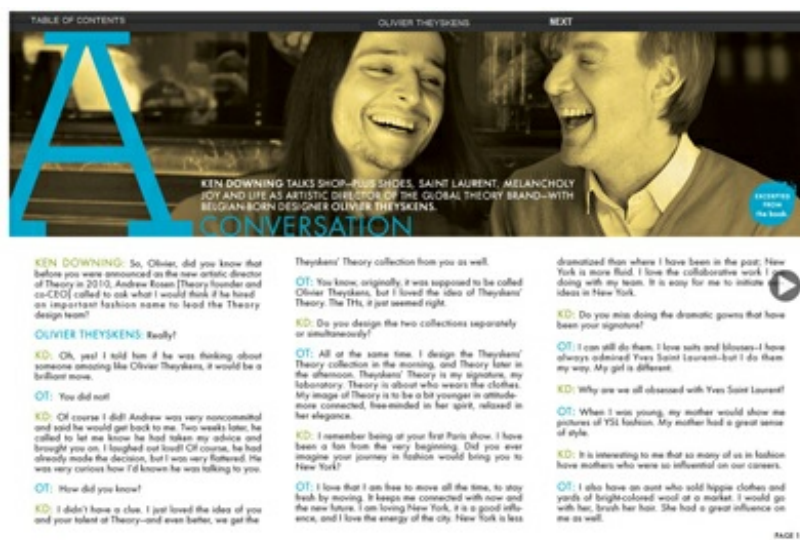 TABLE OF CONTENTS
OLIVIER THEYSKENS
NEXT
A
KEN DOWNING TALKS SHOP—PLUS SHOES, SAINT LAURENT, MELANCHOLY
JOY AND LIFE AS ARTISTIC DIRECTOR OF THE GLOBAL THEORY BRAND—WITH
BELGIAN-BORN DESIGNER OLIVIER THEYSKENS.
CONVERSATION
EXCERPTED
FROM
the book.
KEN DOWNING: So, Olivier, did you know that
before you were announced as the new artistic director
of Theory in 2010, Andrew Rosen [Theory founder and
co-CEO] called to ask what I would think if he hired
an important fashion name to lead the Theory
design team?
OLIVIER THEYSKENS: Really?
KD: Oh, yes! I told him if he was thinking about
someone amazing like Olivier Theyskens, it would be a
brilliant move.
OT: You did not!
KD: Of course I did! Andrew was very noncommittal
and said he would get back to me. Two weeks later, he
called to let me know he had taken my advice and
brought you on. I laughed out loud! Of course, he had
already made the decision, but I was very flattered. He
was very curious how I'd known he was talking to you.
OT: How did you know?
KD: I didn't have a clue. I just loved the idea of you
and your talent at Theory—and even better, we get the
Theyskens' Theory collection from you as well.
OT: You know, originally, it was supposed to be called
Olivier Theyskens, but I loved the idea of Theyskens'
Theory. The THs, it just seemed right.
KD: Do you design the two collections separately
or simultaneously?
OT: All at the same time. I design the Theyskens'
Theory collection in the morning, and Theory later in
the afternoon. Theyskens' Theory is my signature, my
laboratory. Theory is about who wears the clothes.
My image of Theory is to be a bit younger in attitude—
more connected, free-minded in her spirit, relaxed in
her elegance.
KD: I remember being at your first Paris show. I have
been a fan from the very beginning. Did you ever
imagine your journey in fashion would bring you to
New York?
OT: I love that I am free to move all the time, to stay
fresh by moving. It keeps me connected with now and
the new future. I am loving New York, it is a good influ-
ence, and I love the energy of the city. New York is less
dramatized than where I have been in the past; New
York is more fluid. I love the collaborative work I
doing with my team. It is easy for me to initiate
ideas in New York.
KD: Do you miss doing the dramatic gowns that have
been your signature?
OT: I can still do them. I love suits and blouses—I have
always admired Yves Saint Laurent—but I do them
my way. My girl is different.
KD: Why are we all obsessed with Yves Saint Laurent?
OT: When I was young, my mother would show me
pictures of YSL fashion. My mother had a great sense
of style.
KD: It is interesting to me that so many of us in fashion
have mothers who were so influential on our careers.
OT: I also have an aunt who sold hippie clothes and
yards of bright-colored wool at a market. I would go
with her, brush her hair. She had a great influence on
me as well.
PAGE 1